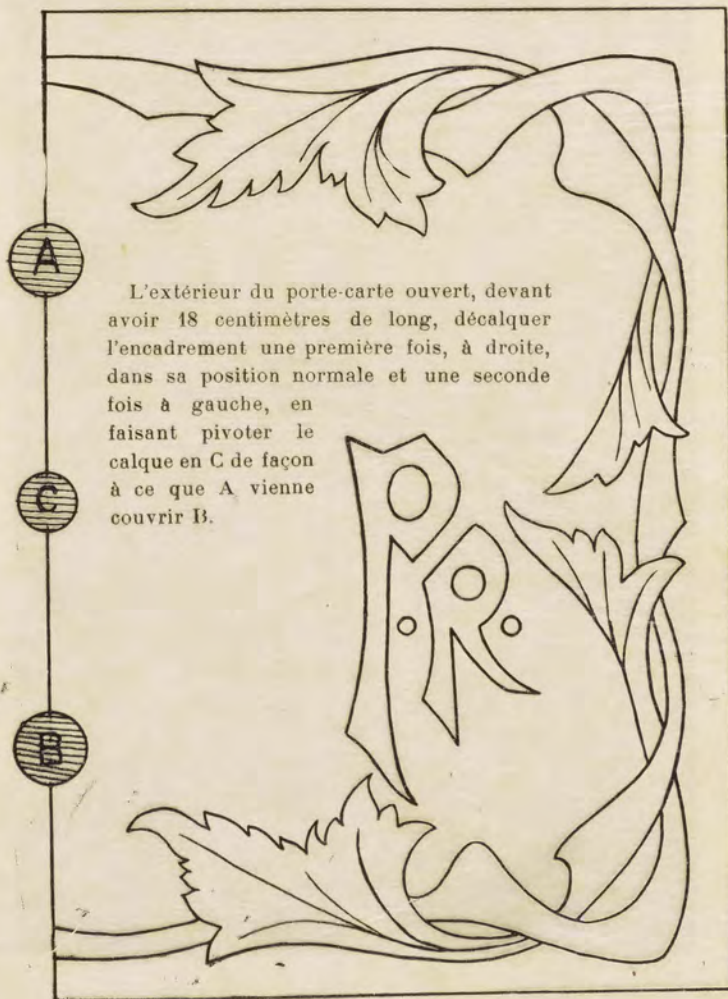 A
L'extérieur du porte-carte ouvert, devant
avoir 18 centimètres de long, décalquer
l'encadrement une première fois, à droite,
dans sa position normale et une seconde
fois à gauche, en
faisant pivoter le
calque en C de façon
à ce que A vienne
couvrir B.
C
P.R.
B